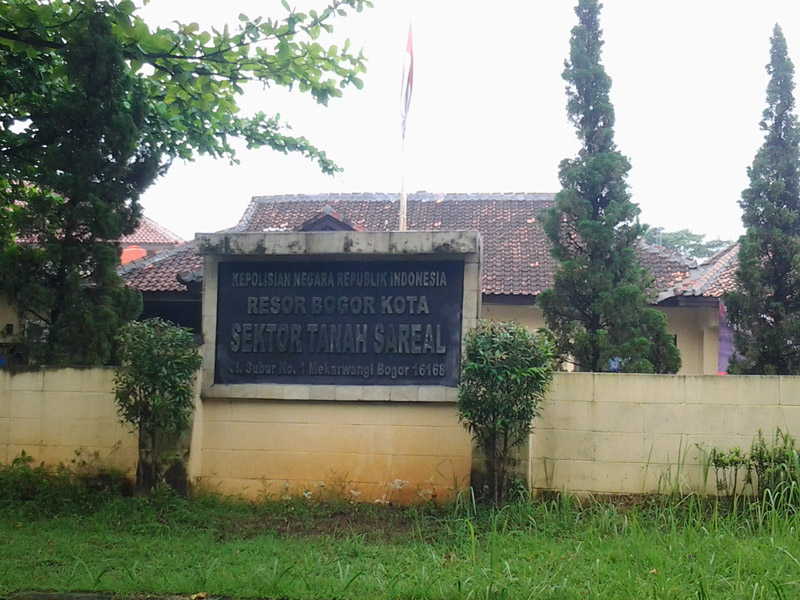 KEPOLISIAN NEGARA REPUBLIK INDONESIA
RESOR BOGOR KOTA
SEKTOR TANAH SAREAL
Jl. Subur No. 1 Mekarwangi Bogor 16168